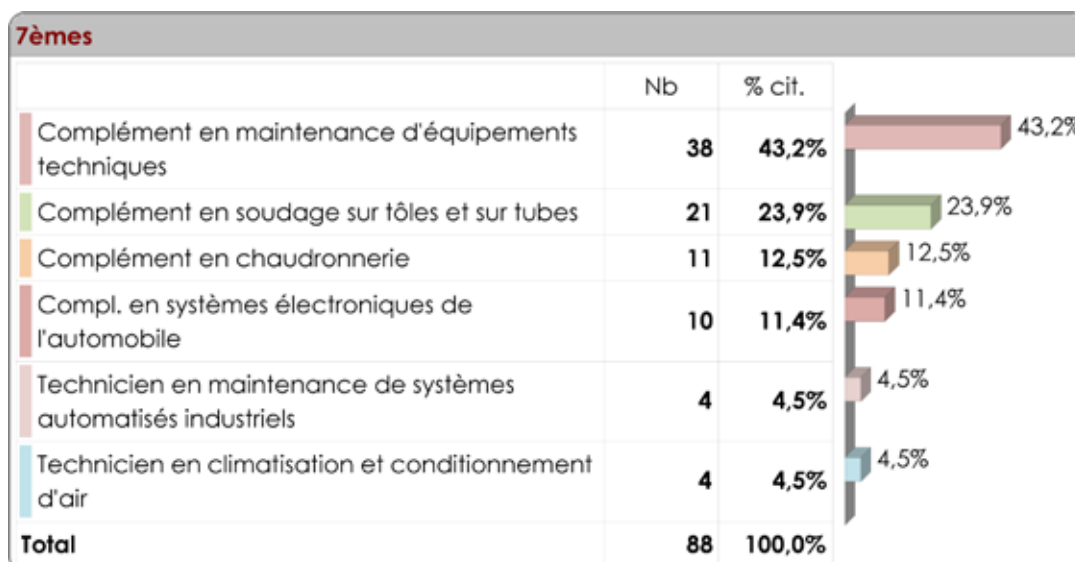 7èmes
Nb % cit.
Complément en maintenance d'équipements
techniques
38 43,2% 43,2%
Complément en soudage sur tôles et sur tubes 21 23,9% 23,9%
Complément en chaudronnerie 11 12,5% 12,5%
Compl. en systèmes électroniques de
l'automobile
10 11,4% 11,4%
Technicien en maintenance de systèmes
automatisés industriels
4 4,5% 4,5%
Technicien en climatisation et conditionnement
d'air
4 4,5% 4,5%
Total 88 100,0%